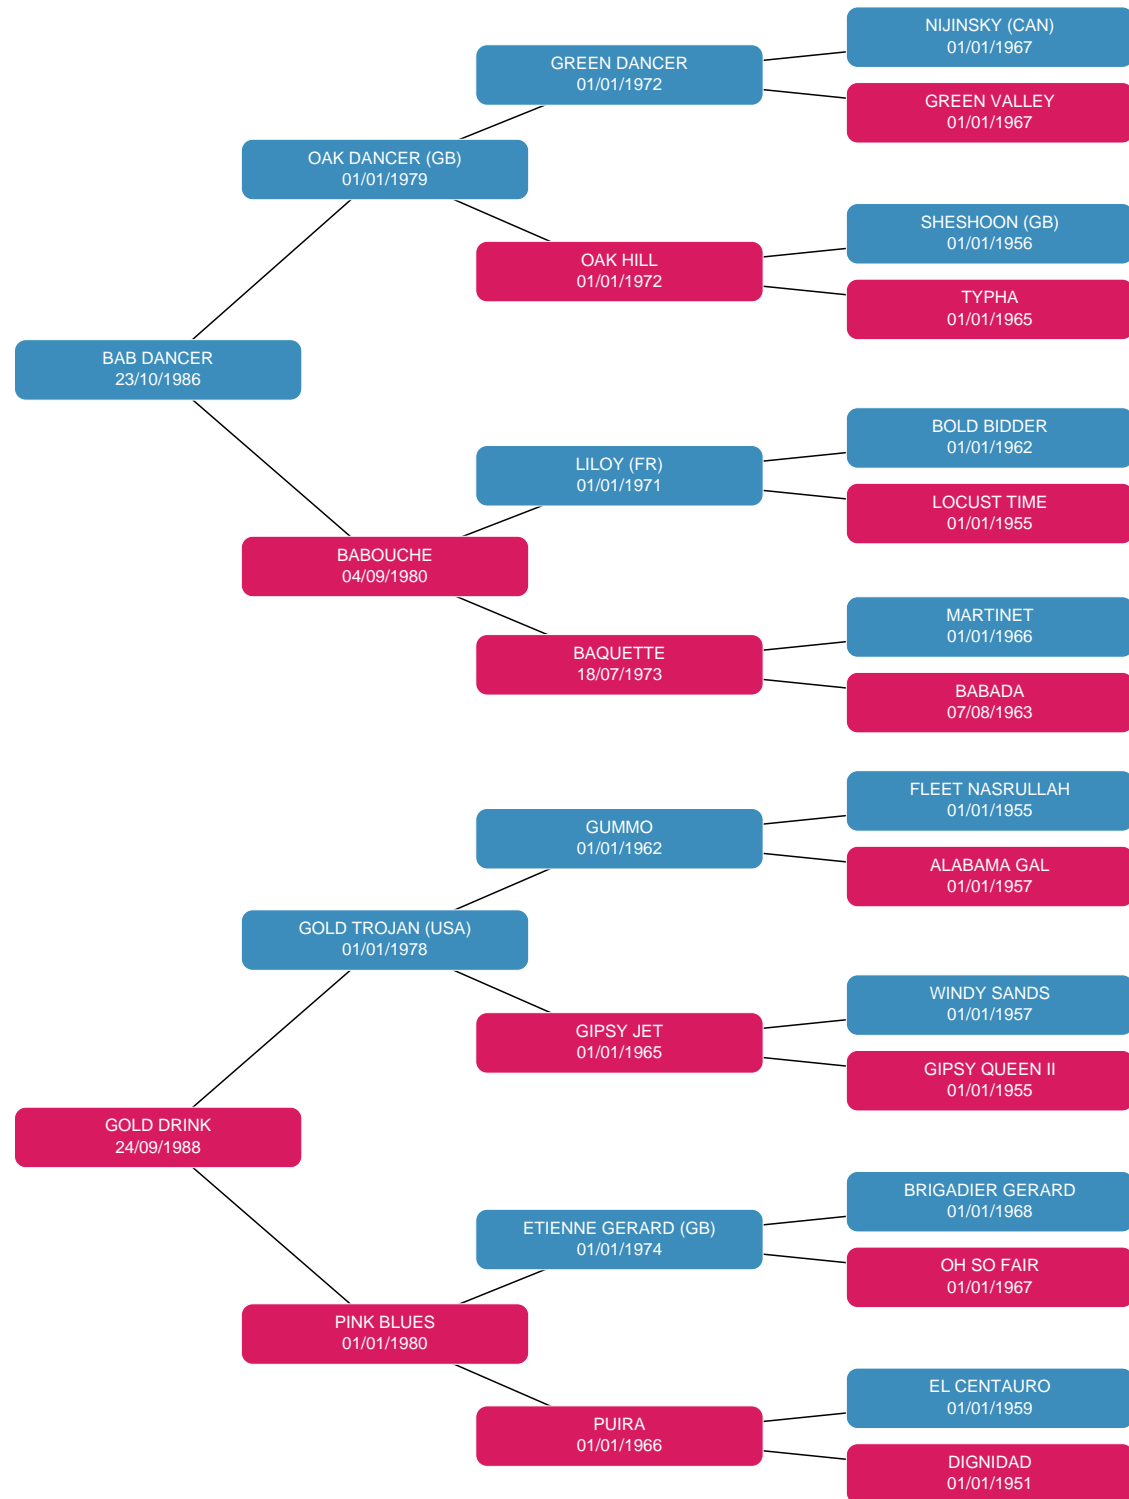 NIJINSKY (CAN)
01/01/1967
GREEN DANCER
01/01/1972
GREEN VALLEY
01/01/1967
OAK DANCER (GB)
01/01/1979
SHESHOON (GB)
01/01/1956
OAK HILL
01/01/1972
TYPHA
01/01/1965
BAB DANCER
23/10/1986
BOLD BIDDER
01/01/1962
LILOY (FR)
01/01/1971
LOCUST TIME
01/01/1955
BABOUCHE
04/09/1980
MARTINET
01/01/1966
BAQUETTE
18/07/1973
BABADA
07/08/1963
FLEET NASRULLAH
01/01/1955
GUMMO
01/01/1962
ALABAMA GAL
01/01/1957
GOLD TROJAN (USA)
01/01/1978
WINDY SANDS
01/01/1957
GIPSY JET
01/01/1965
GIPSY QUEEN II
01/01/1955
GOLD DRINK
24/09/1988
BRIGADIER GERARD
01/01/1968
ETIENNE GERARD (GB)
01/01/1974
OH SO FAIR
01/01/1967
PINK BLUES
01/01/1980
EL CENTAURO
01/01/1959
PUIRA
01/01/1966
DIGNIDAD
01/01/1951